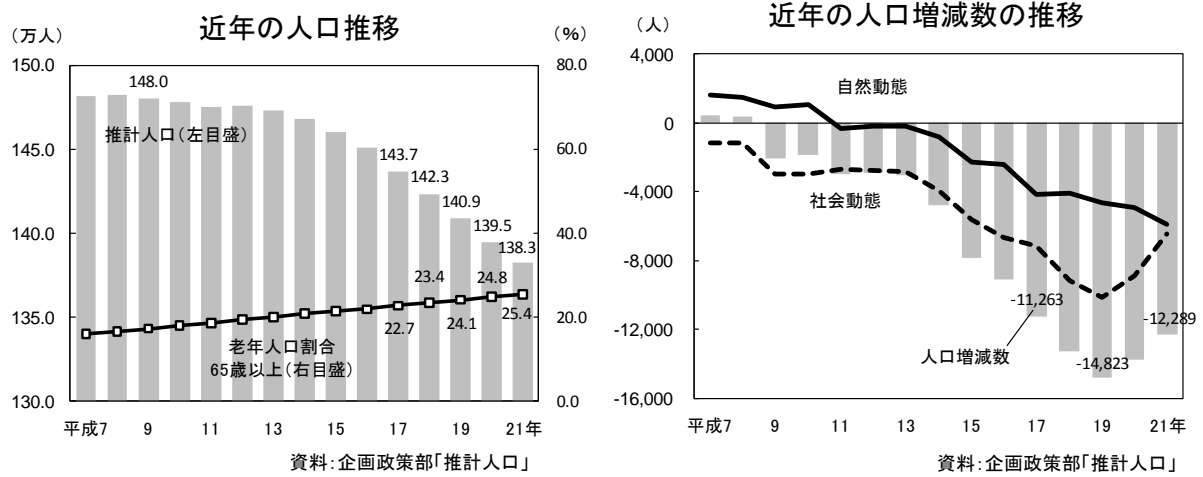 近年の人口推移
（万人）
（%）
150.0
145.0
140.0
135.0
130.0
80.0
60.0
40.0
20.0
0.0
148.0
推計人口（左目盛）
143.7
142.3
140.9
139.5
138.3
23.4
24.8
22.7
24.1
25.4
老年人口割合
65歳以上（右目盛）
平成7 9 11 13 15 17 19 21年
資料：企画政策部「推計人口」
近年の人口増減数の推移
（人）
4,000
0
-4,000
-8,000
-12,000
-16,000
自然動態
社会動態
-11,263
-12,289
人口増減数
-14,823
平成7 9 11 13 15 17 19 21年
資料：企画政策部「推計人口」